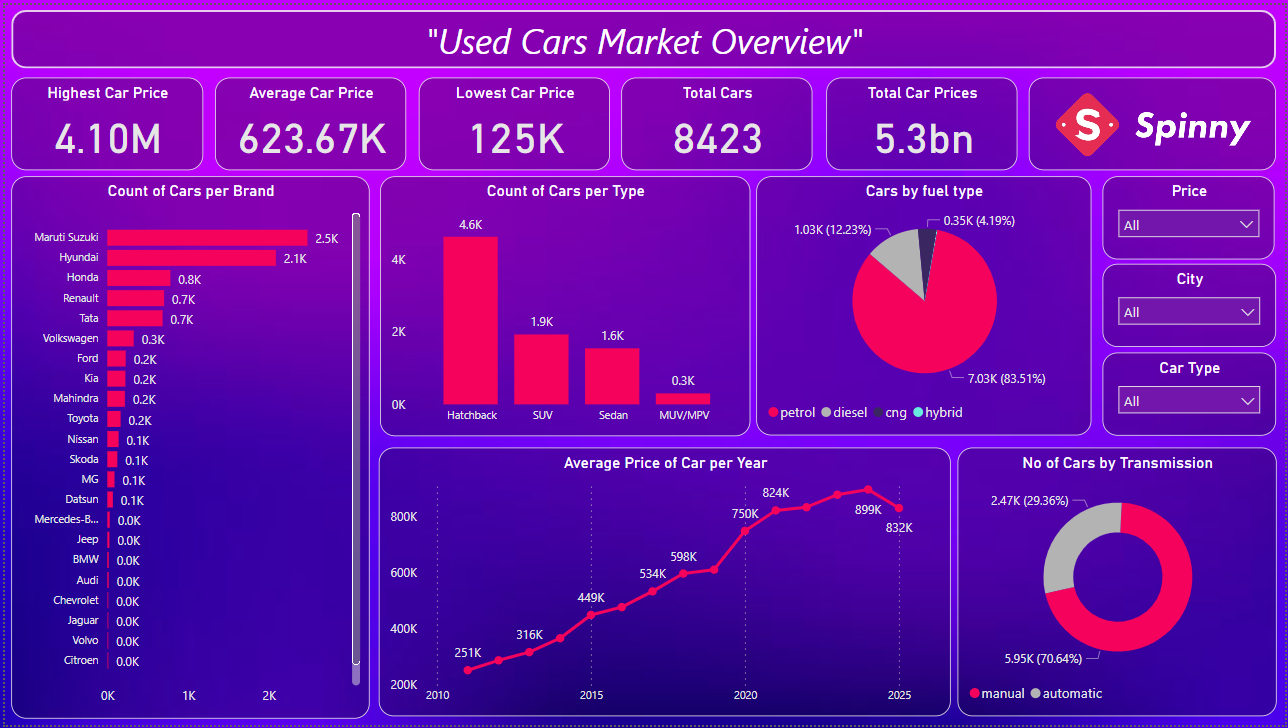 "Used Cars Market Overview"
Highest Car Price
4.10M
Average Car Price
623.67K
Lowest Car Price
125K
Total Cars
8423
Total Car Prices
5.3bn
S Spinny
Count of Cars per Brand
Maruti Suzuki 2.5K
Hyundai 2.1K
Honda 0.8K
Renault 0.7K
Tata 0.7K
Volkswagen 0.3K
Ford 0.2K
Kia 0.2K
Mahindra 0.2K
Toyota 0.2K
Nissan 0.1K
Skoda 0.1K
MG 0.1K
Datsun 0.1K
Mercedes-B... 0.0K
Jeep 0.0K
BMW 0.0K
Audi 0.0K
Chevrolet 0.0K
Jaguar 0.0K
Volvo 0.0K
Citroen 0.0K
0K 1K 2K
Count of Cars per Type
4.6K
4K
1.9K
2K
1.6K
0.3K
0K
Hatchback SUV Sedan MUV/MPV
Cars by fuel type
0.35K (4.19%)
1.03K (12.23%)
7.03K (83.51%)
petrol diesel cng hybrid
Price
All
City
All
Car Type
All
Average Price of Car per Year
800K
600K
400K
200K
251K
316K
449K
534K
598K
750K
824K
899K
832K
2010 2015 2020 2025
No of Cars by Transmission
2.47K (29.36%)
5.95K (70.64%)
manual automatic